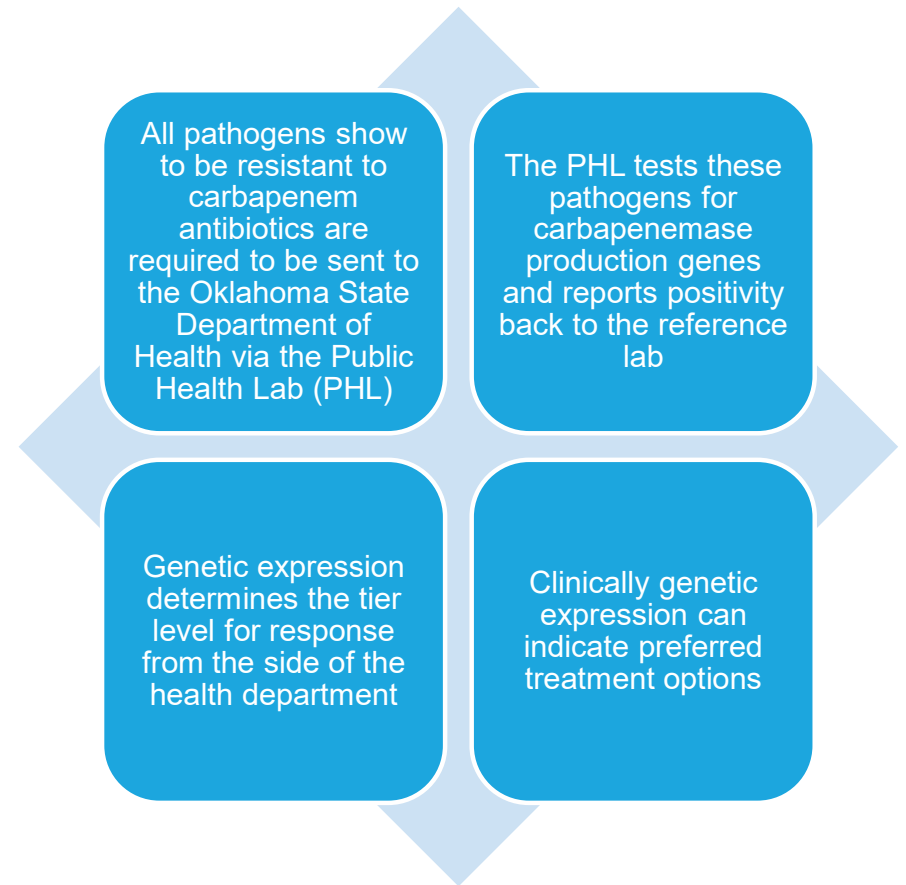 All pathogens show
to be resistant to
carbapenem
antibiotics are
required to be sent to
the Oklahoma State
Department of
Health via the Public
Health Lab (PHL)
The PHL tests these
pathogens for
carbapenemase
production genes
and reports positivity
back to the reference
lab
Genetic expression
determines the tier
level for response
from the side of the
health department
Clinically genetic
expression can
indicate preferred
treatment options